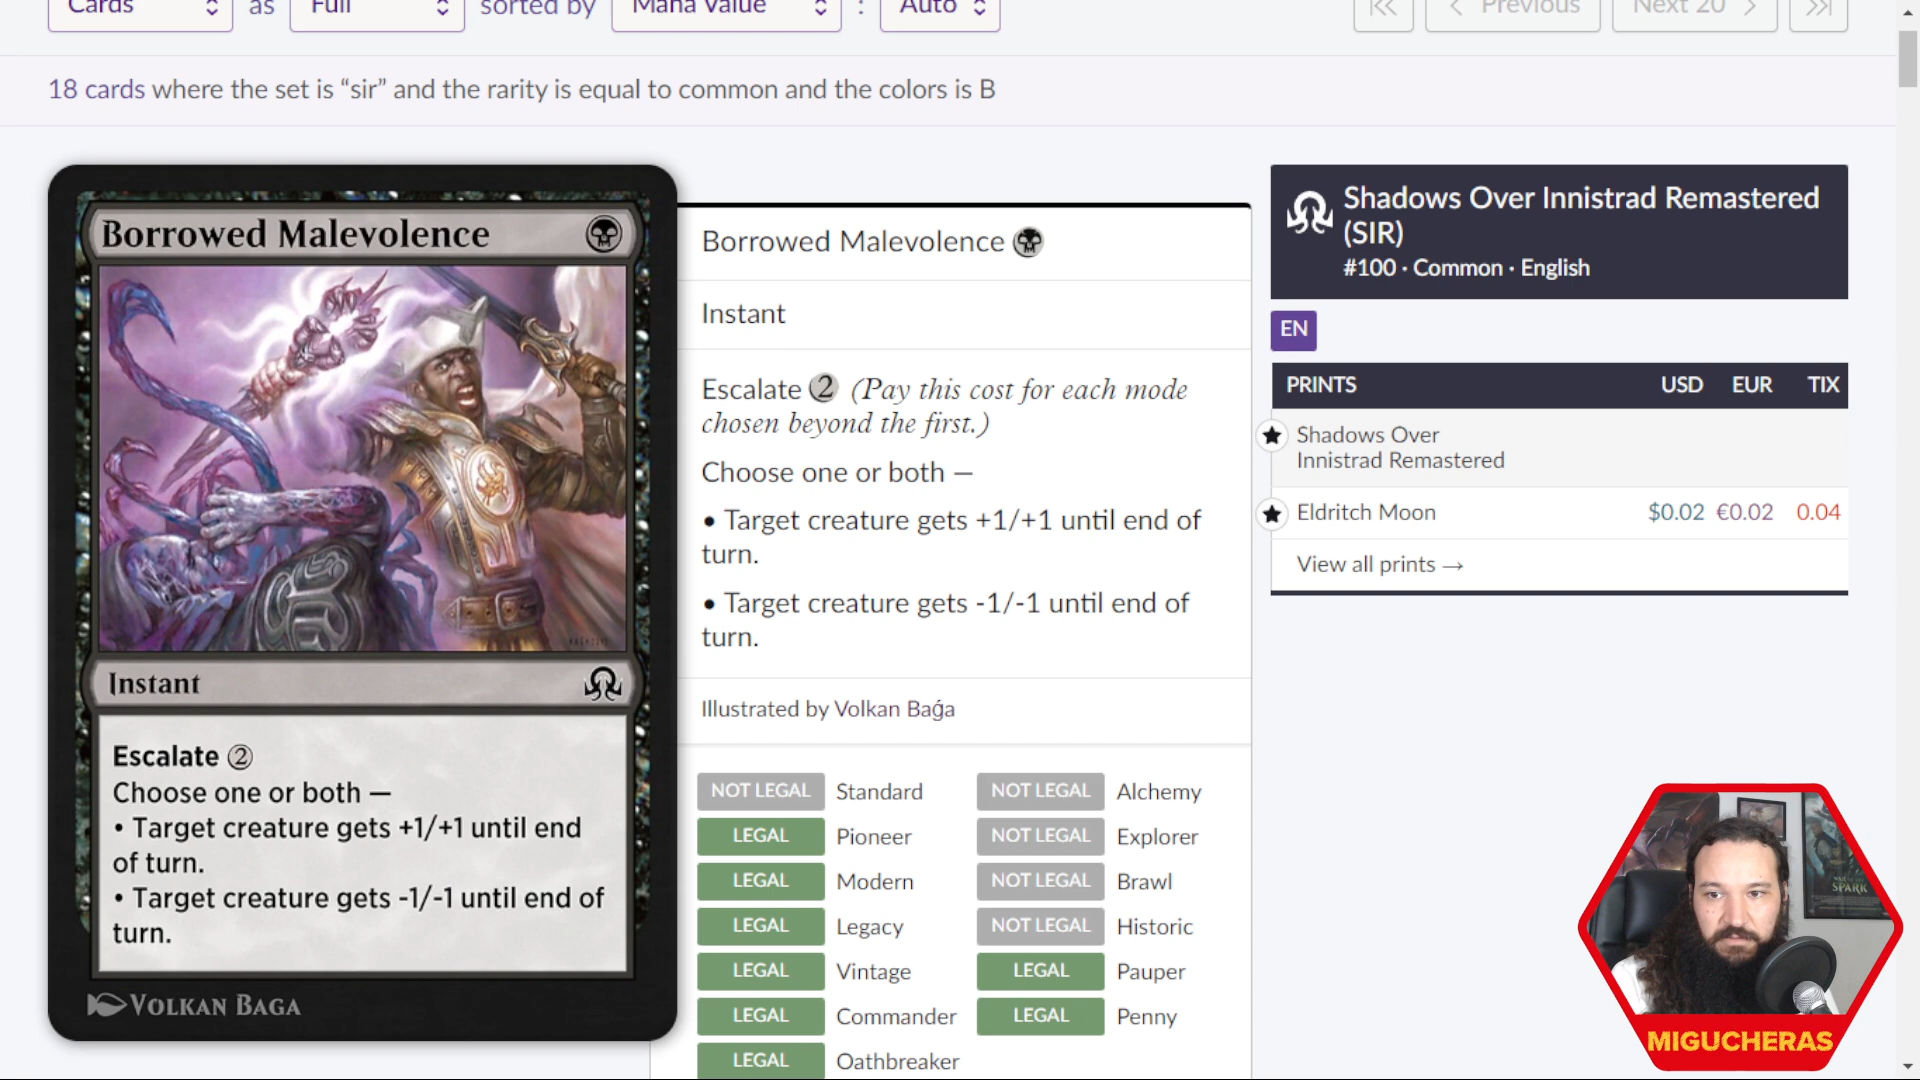 Cards as Full sorted by Mana Value : Auto Previous Next 20
18 cards where the set is “sir” and the rarity is equal to common and the colors is B
Borrowed Malevolence
Instant
Escalate 2
Choose one or both —
• Target creature gets +1/+1 until end
of turn.
• Target creature gets -1/-1 until end of
turn.
VOLKAN BAGA
Borrowed Malevolence
Instant
Escalate 2 (Pay this cost for each mode
chosen beyond the first.)
Choose one or both —
• Target creature gets +1/+1 until end of
turn.
• Target creature gets -1/-1 until end of
turn.
Illustrated by Volkan Bağa
NOT LEGAL Standard NOT LEGAL Alchemy
LEGAL Pioneer NOT LEGAL Explorer
LEGAL Modern NOT LEGAL Brawl
LEGAL Legacy NOT LEGAL Historic
LEGAL Vintage LEGAL Pauper
LEGAL Commander LEGAL Penny
LEGAL Oathbreaker
Shadows Over Innistrad Remastered
(SIR)
#100 · Common · English
EN
PRINTS USD EUR TIX
Shadows Over
Innistrad Remastered
Eldritch Moon $0.02 €0.02 0.04
View all prints →
SPARK
MIGUCHERAS